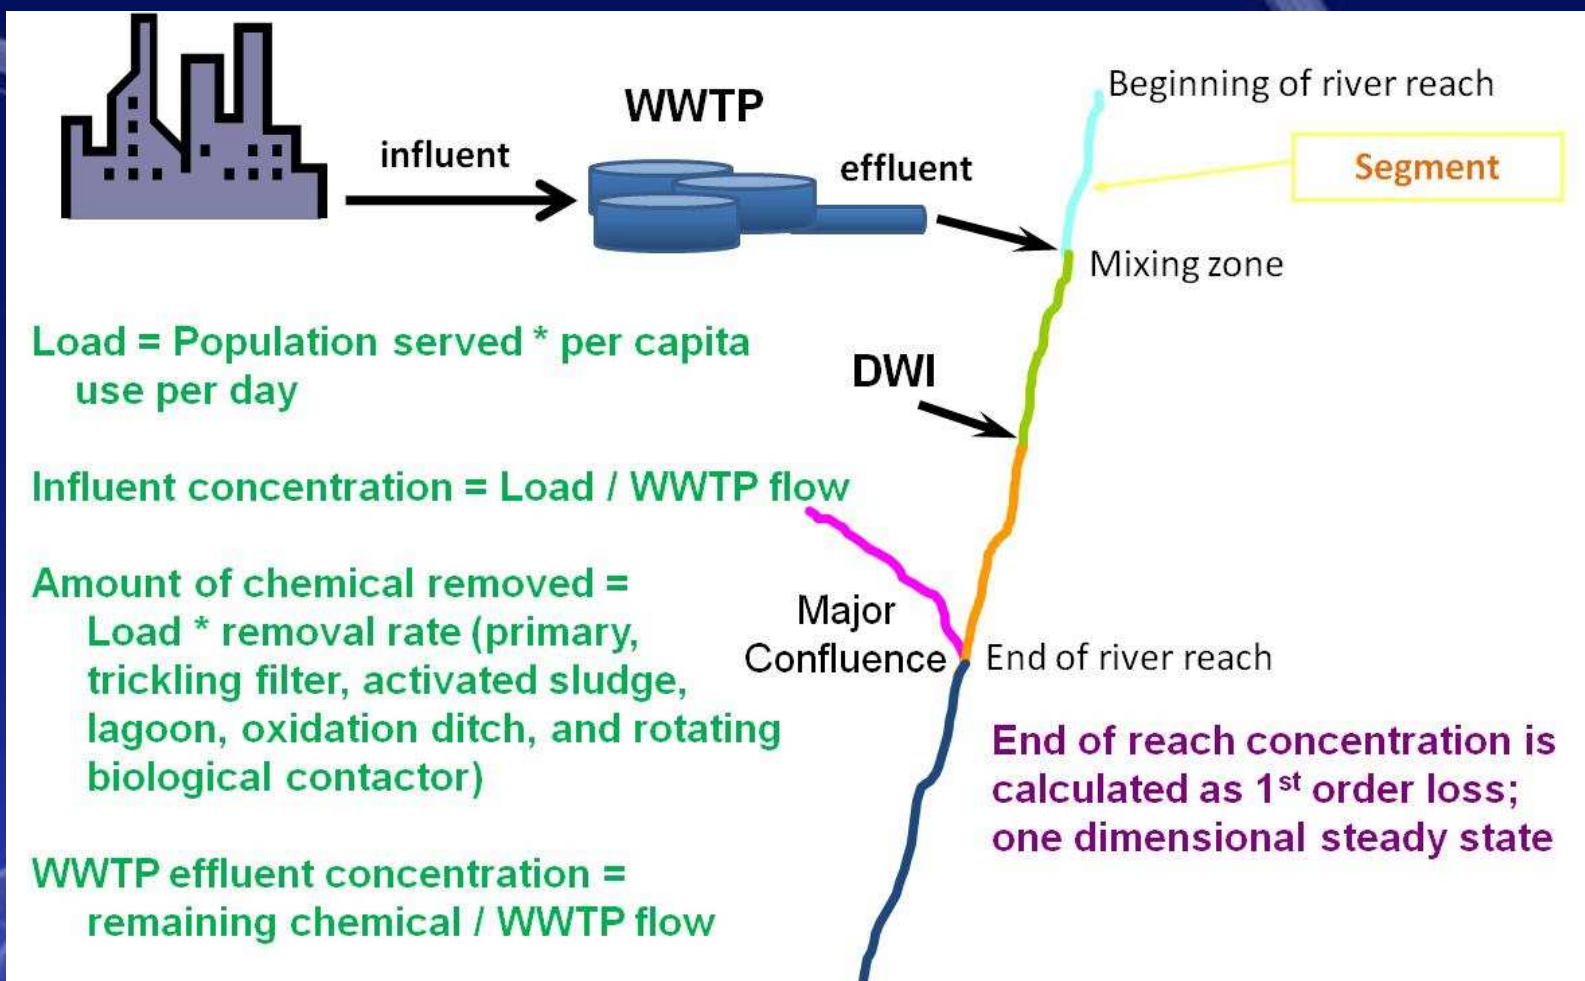 WWTP
influent
effluent
Beginning of river reach
Segment
Mixing zone
Load = Population served * per capita
use per day
DWI
Influent concentration = Load / WWTP flow
Amount of chemical removed =
Load * removal rate (primary,
trickling filter, activated sludge,
lagoon, oxidation ditch, and rotating
biological contactor)
Major
Confluence
End of river reach
End of reach concentration is
calculated as 1st order loss;
one dimensional steady state
WWTP effluent concentration =
remaining chemical / WWTP flow